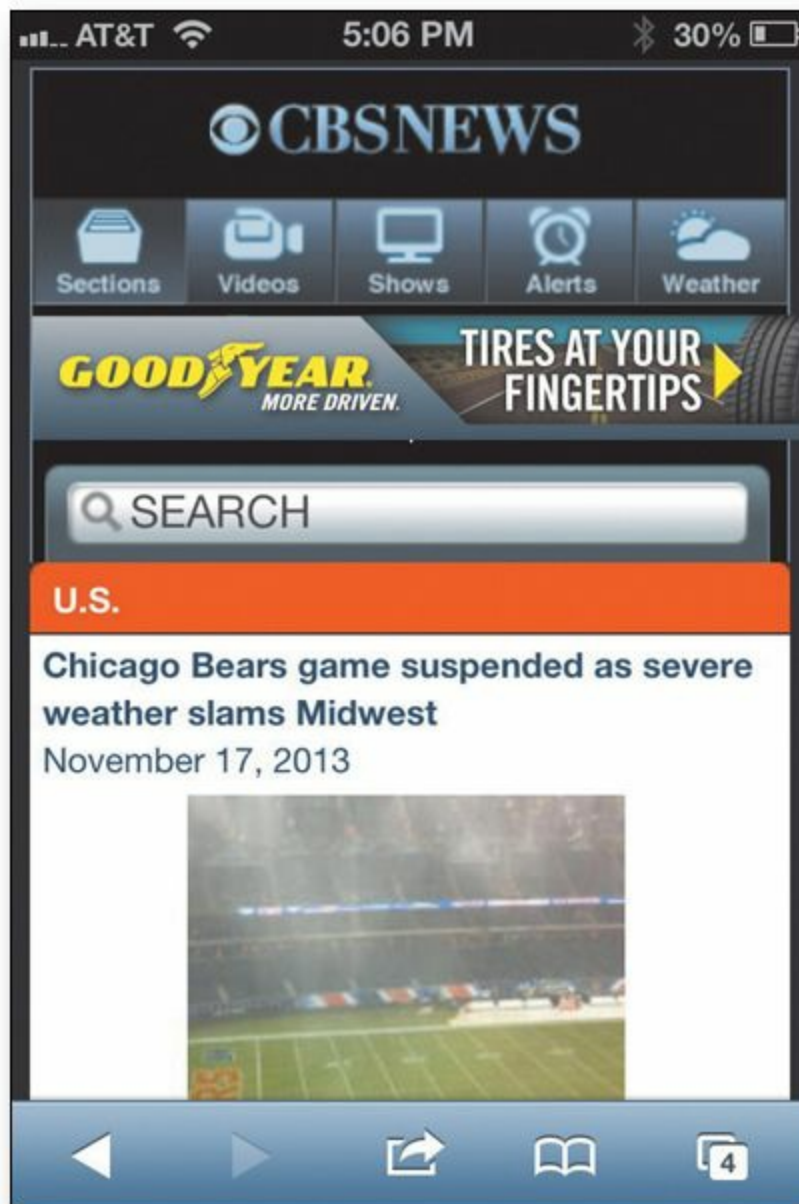 AT&T 5:06 PM 30%
CBSNEWS
Sections Videos Shows Alerts Weather
GOODYEAR.
MORE DRIVEN.
TIRES AT YOUR
FINGERTIPS
SEARCH
U.S.
Chicago Bears game suspended as severe
weather slams Midwest
November 17, 2013
RS
4